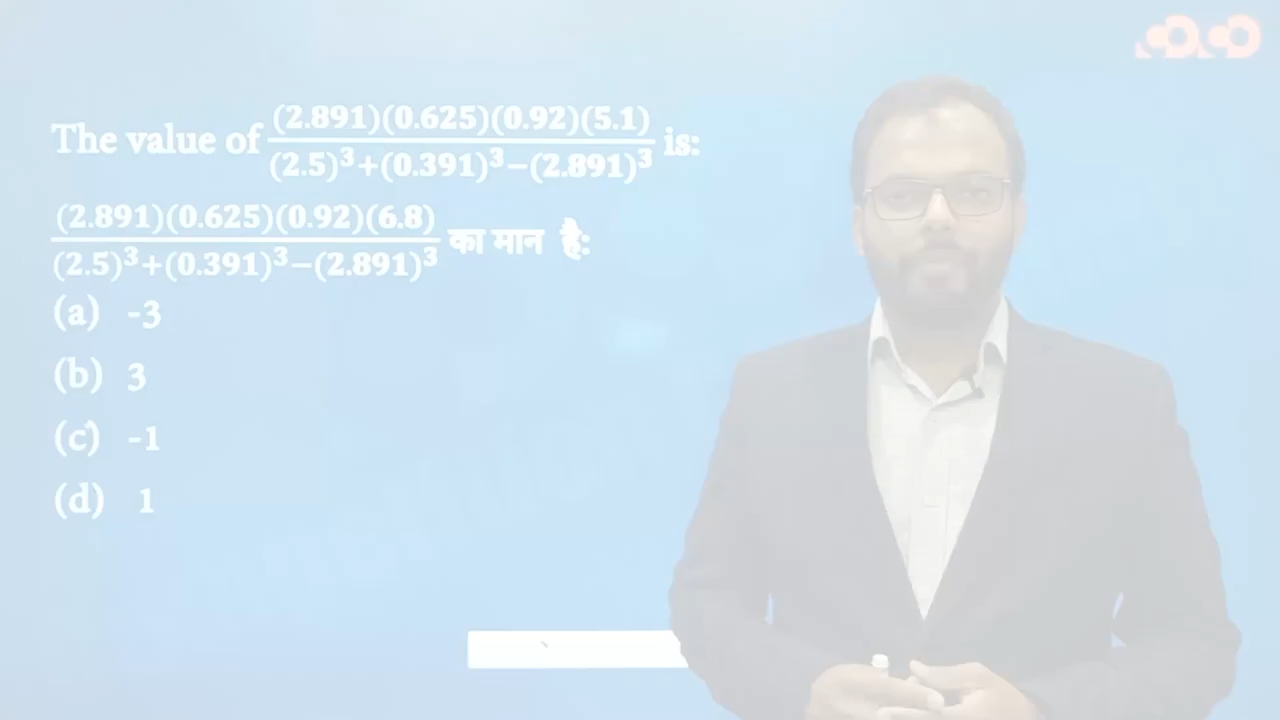 The value of (2.891)(0.625)(0.92)(5.1) / (2.5)³+(0.391)³−(2.891)³ is:
(2.891)(0.625)(0.92)(6.8) / (2.5)³+(0.391)³−(2.891)³ का मान है:
(a) -3
(b) 3
(c) -1
(d) 1